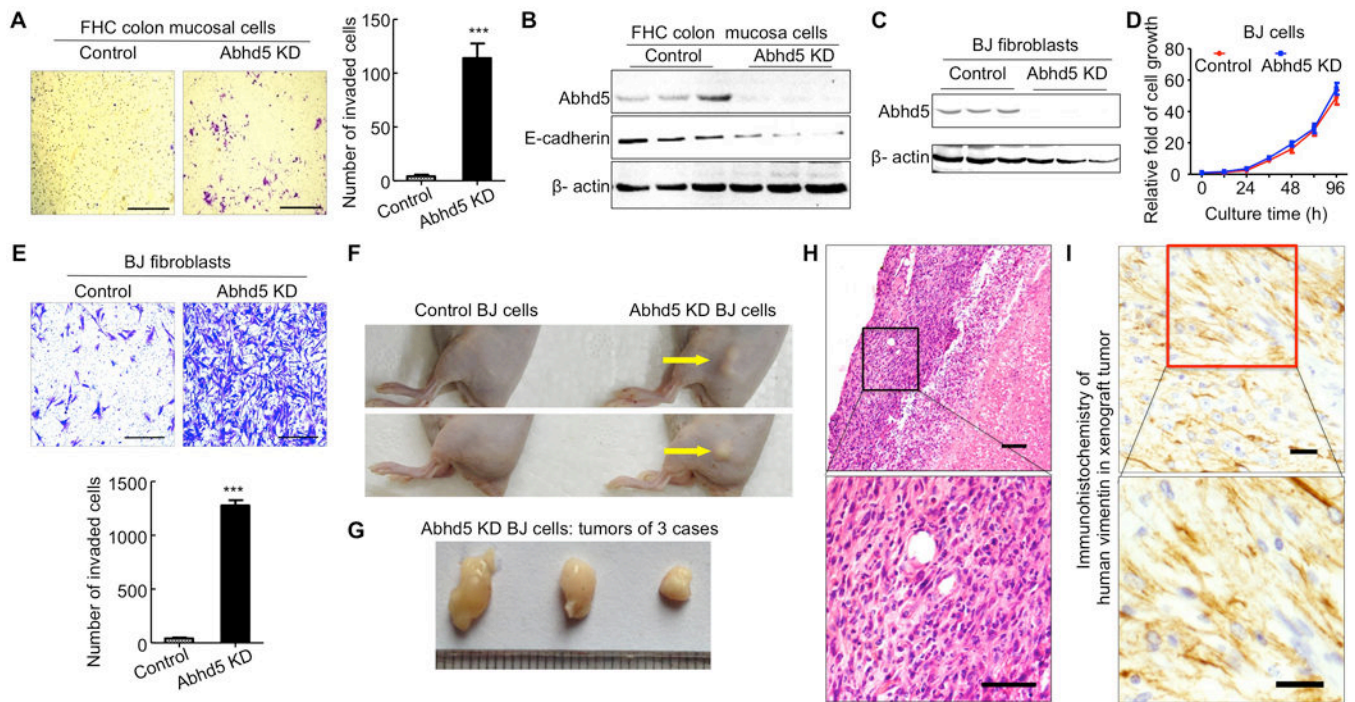 A
FHC colon mucosal cells
Control
Abhd5 KD
Number of invaded cells
150
100
50
0
***
Control
Abhd5 KD
B
FHC colon mucosa cells
Control
Abhd5 KD
Abhd5
E-cadherin
β- actin
C
BJ fibroblasts
Control
Abhd5 KD
Abhd5
β- actin
D
BJ cells
Control
Abhd5 KD
Relative fold of cell growth
80
60
40
20
0
0
24
48
96
Culture time (h)
E
BJ fibroblasts
Control
Abhd5 KD
Number of invaded cells
1500
1000
500
0
***
Control
Abhd5 KD
F
Control BJ cells
Abhd5 KD BJ cells
G
Abhd5 KD BJ cells: tumors of 3 cases
H
I
Immunohistochemistry of
human vimentin in xenograft tumor